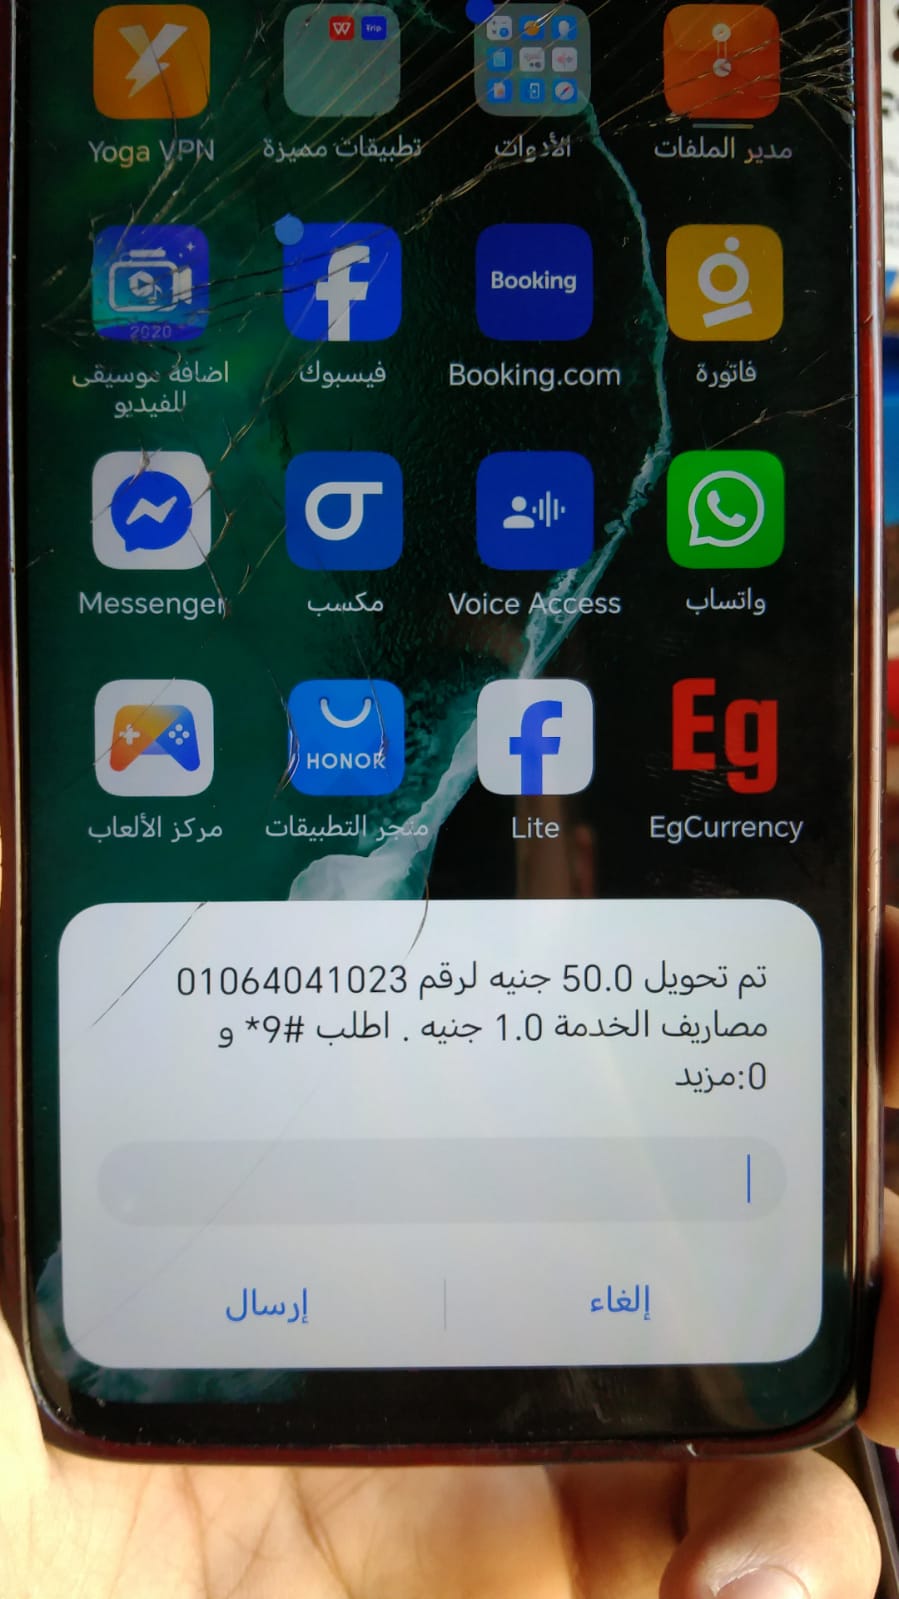 W Trip
Yoga VPN
تطبيقات مميزة
الأدوات
مدير الملفات
2020
اضافة موسيقى
للفيديو
فيسبوك
Booking
Booking.com
فاتورة
Messenger
مكسب
Voice Access
واتساب
HONOR
Eg
مركز الألعاب
متجر التطبيقات
Lite
EgCurrency
تم تحويل 50.0 جنيه لرقم 01064041023
مصاريف الخدمة 1.0 جنيه . اطلب #9* و
0:مزيد
إلغاء
إرسال